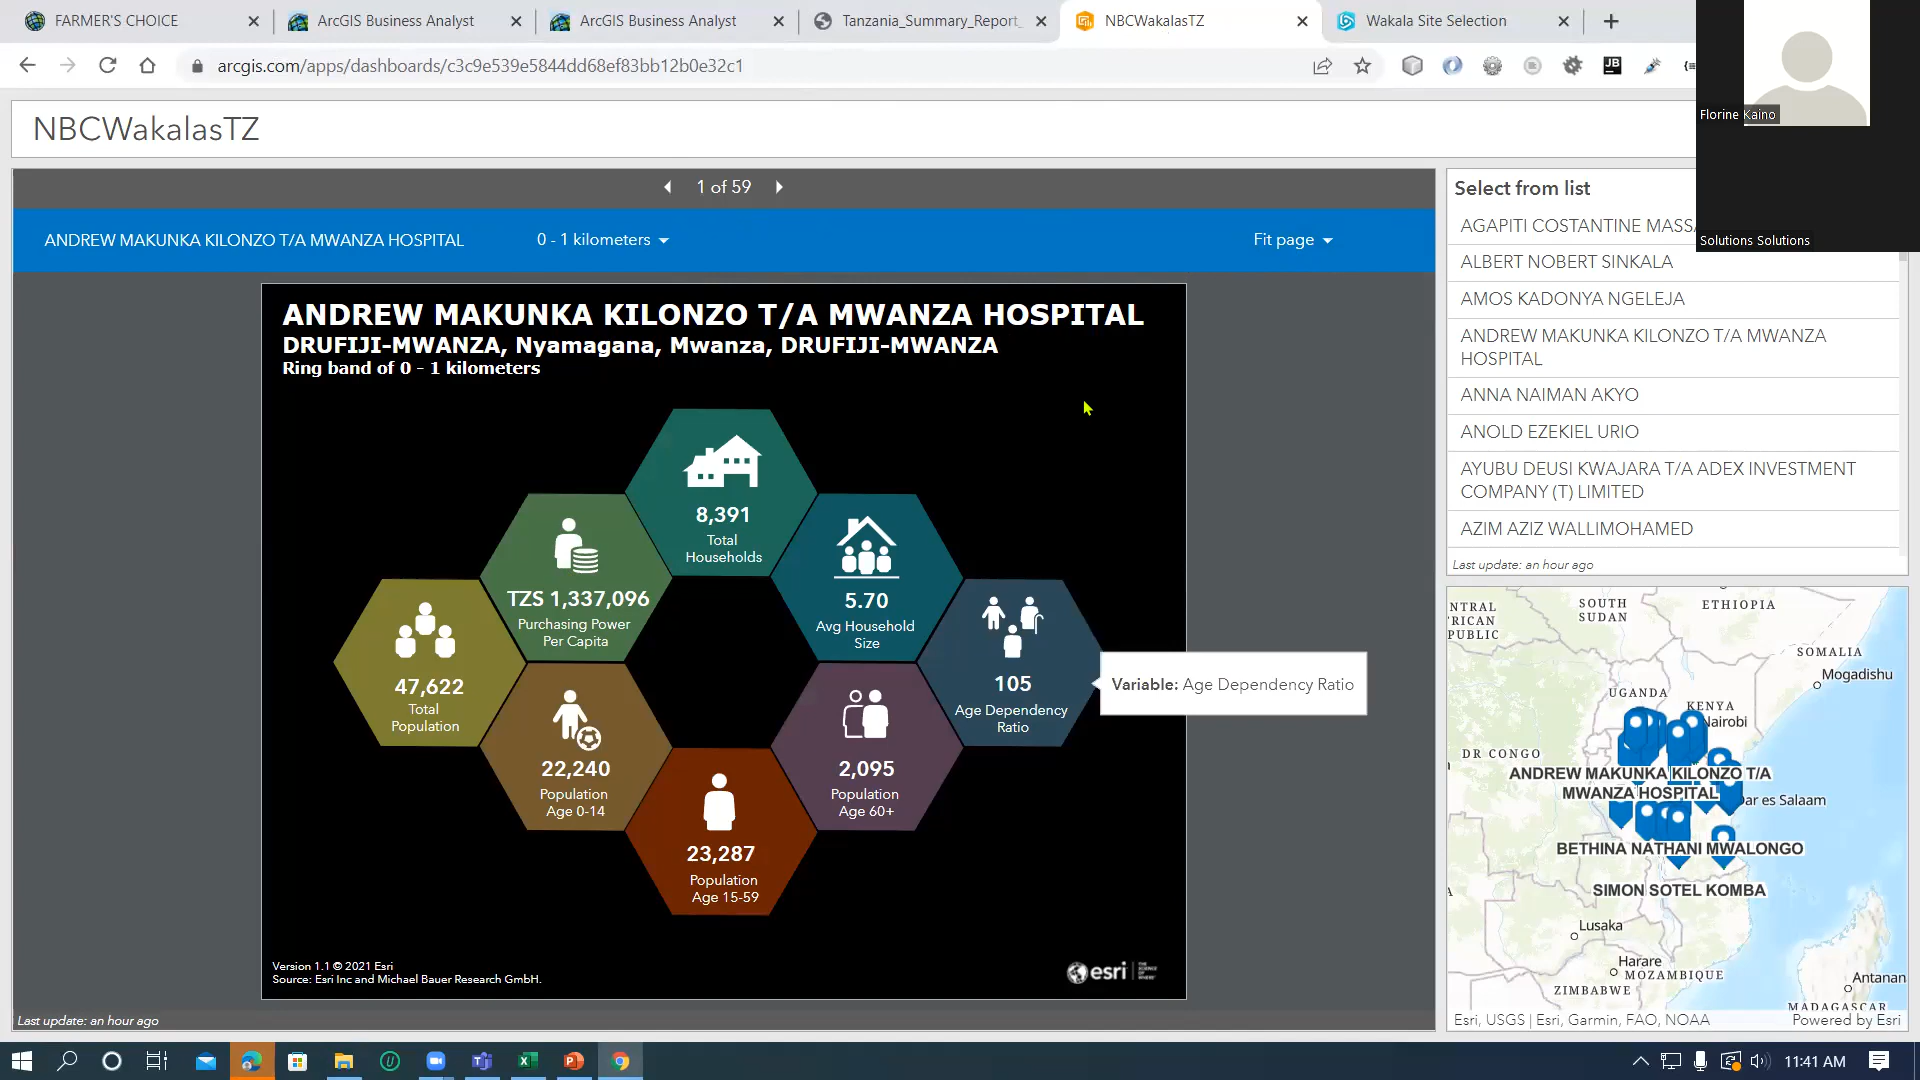 FARMER'S CHOICE
ArcGIS Business Analyst
ArcGIS Business Analyst
Tanzania_Summary_Report_
NBCWakalasTZ
Wakala Site Selection
arcgis.com/apps/dashboards/c3c9e539e5844dd68ef83bb12b0e32c1
JB
Florine Kaino
Solutions Solutions
NBCWakalasTZ
1 of 59
ANDREW MAKUNKA KILONZO T/A MWANZA HOSPITAL
0 - 1 kilometers
Fit page
ANDREW MAKUNKA KILONZO T/A MWANZA HOSPITAL
DRUFIJI-MWANZA, Nyamagana, Mwanza, DRUFIJI-MWANZA
Ring band of 0 - 1 kilometers
8,391
Total
Households
TZS 1,337,096
Purchasing Power
Per Capita
5.70
Avg Household
Size
47,622
Total
Population
105
Age Dependency
Ratio
Variable: Age Dependency Ratio
22,240
Population
Age 0-14
2,095
Population
Age 60+
23,287
Population
Age 15-59
Version 1.1 © 2021 Esri
Source: Esri Inc and Michael Bauer Research GmbH.
esri
Last update: an hour ago
Select from list
AGAPITI COSTANTINE MASSA
ALBERT NOBERT SINKALA
AMOS KADONYA NGELEJA
ANDREW MAKUNKA KILONZO T/A MWANZA
HOSPITAL
ANNA NAIMAN AKYO
ANOLD EZEKIEL URIO
AYUBU DEUSI KWAJARA T/A ADEX INVESTMENT
COMPANY (T) LIMITED
AZIM AZIZ WALLIMOHAMED
Last update: an hour ago
NTRAL
RICAN
PUBLIC
SOUTH
SUDAN
ETHIOPIA
SOMALIA
Mogadishu
UGANDA
KENYA
Nairobi
DR CONGO
ANDREW MAKUNKA KILONZO T/A
MWANZA HOSPITAL
Dar es Salaam
BETHINA NATHANI MWALONGO
SIMON SOTEL KOMBA
Lusaka
Harare
MOZAMBIQUE
ZIMBABWE
Antanan
MADAGASCAR
Esri, USGS | Esri, Garmin, FAO, NOAA
Powered by Esri
11:41 AM